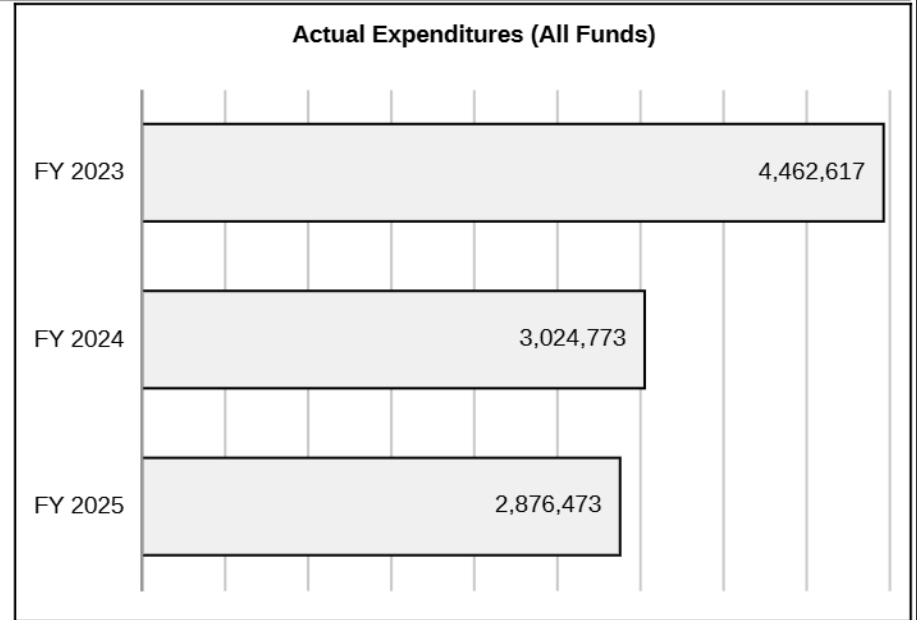 Actual Expenditures (All Funds)
FY 2023 4,462,617
FY 2024 3,024,773
FY 2025 2,876,473